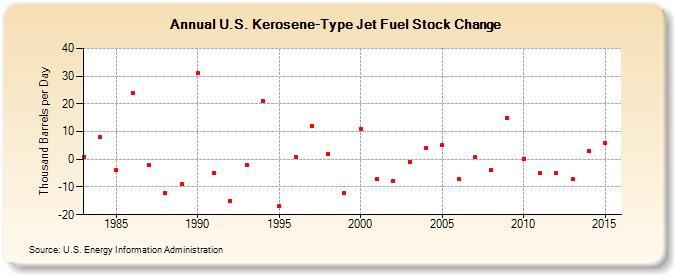 Annual U.S. Kerosene-Type Jet Fuel Stock Change
Thousand Barrels per Day
40
30
20
10
0
-10
-20
1985 1990 1995 2000 2005 2010 2015
Source: U.S. Energy Information Administration